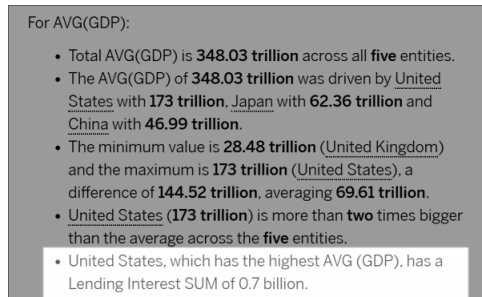 For AVG(GDP):
• Total AVG(GDP) is 348.03 trillion across all five entities.
• The AVG(GDP) of 348.03 trillion was driven by United
States with 173 trillion, Japan with 62.36 trillion and
China with 46.99 trillion.
• The minimum value is 28.48 trillion (United Kingdom)
and the maximum is 173 trillion (United States), a
difference of 144.52 trillion, averaging 69.61 trillion.
• United States (173 trillion) is more than two times bigger
than the average across the five entities.
• United States, which has the highest AVG (GDP), has a
Lending Interest SUM of 0.7 billion.